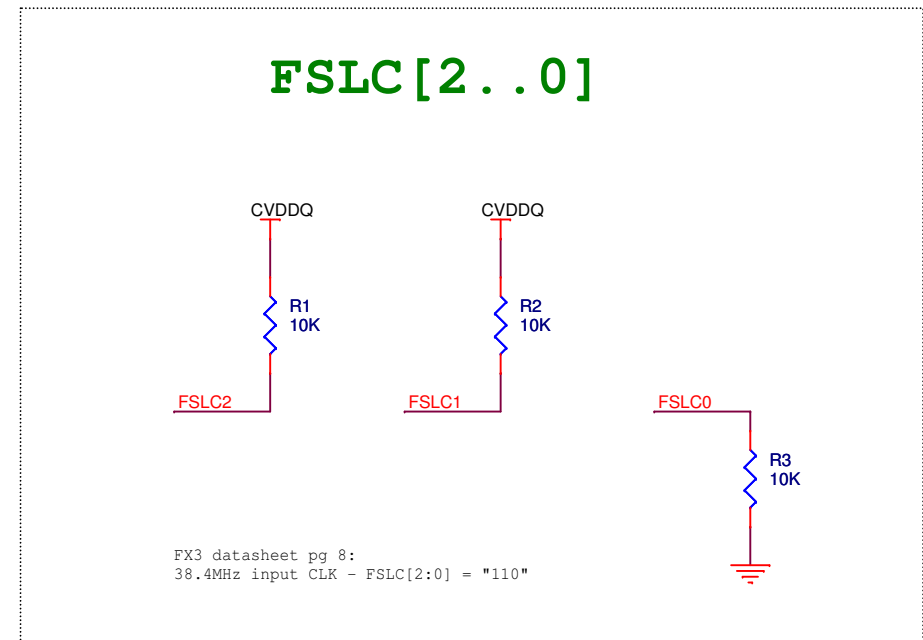 FSLC[2..0]
CVDDQ
CVDDQ
R1
10K
R2
10K
FSLC2
FSLC1
FSLC0
R3
10K
FX3 datasheet pg 8:
38.4MHz input CLK - FSLC[2:0] = "110"